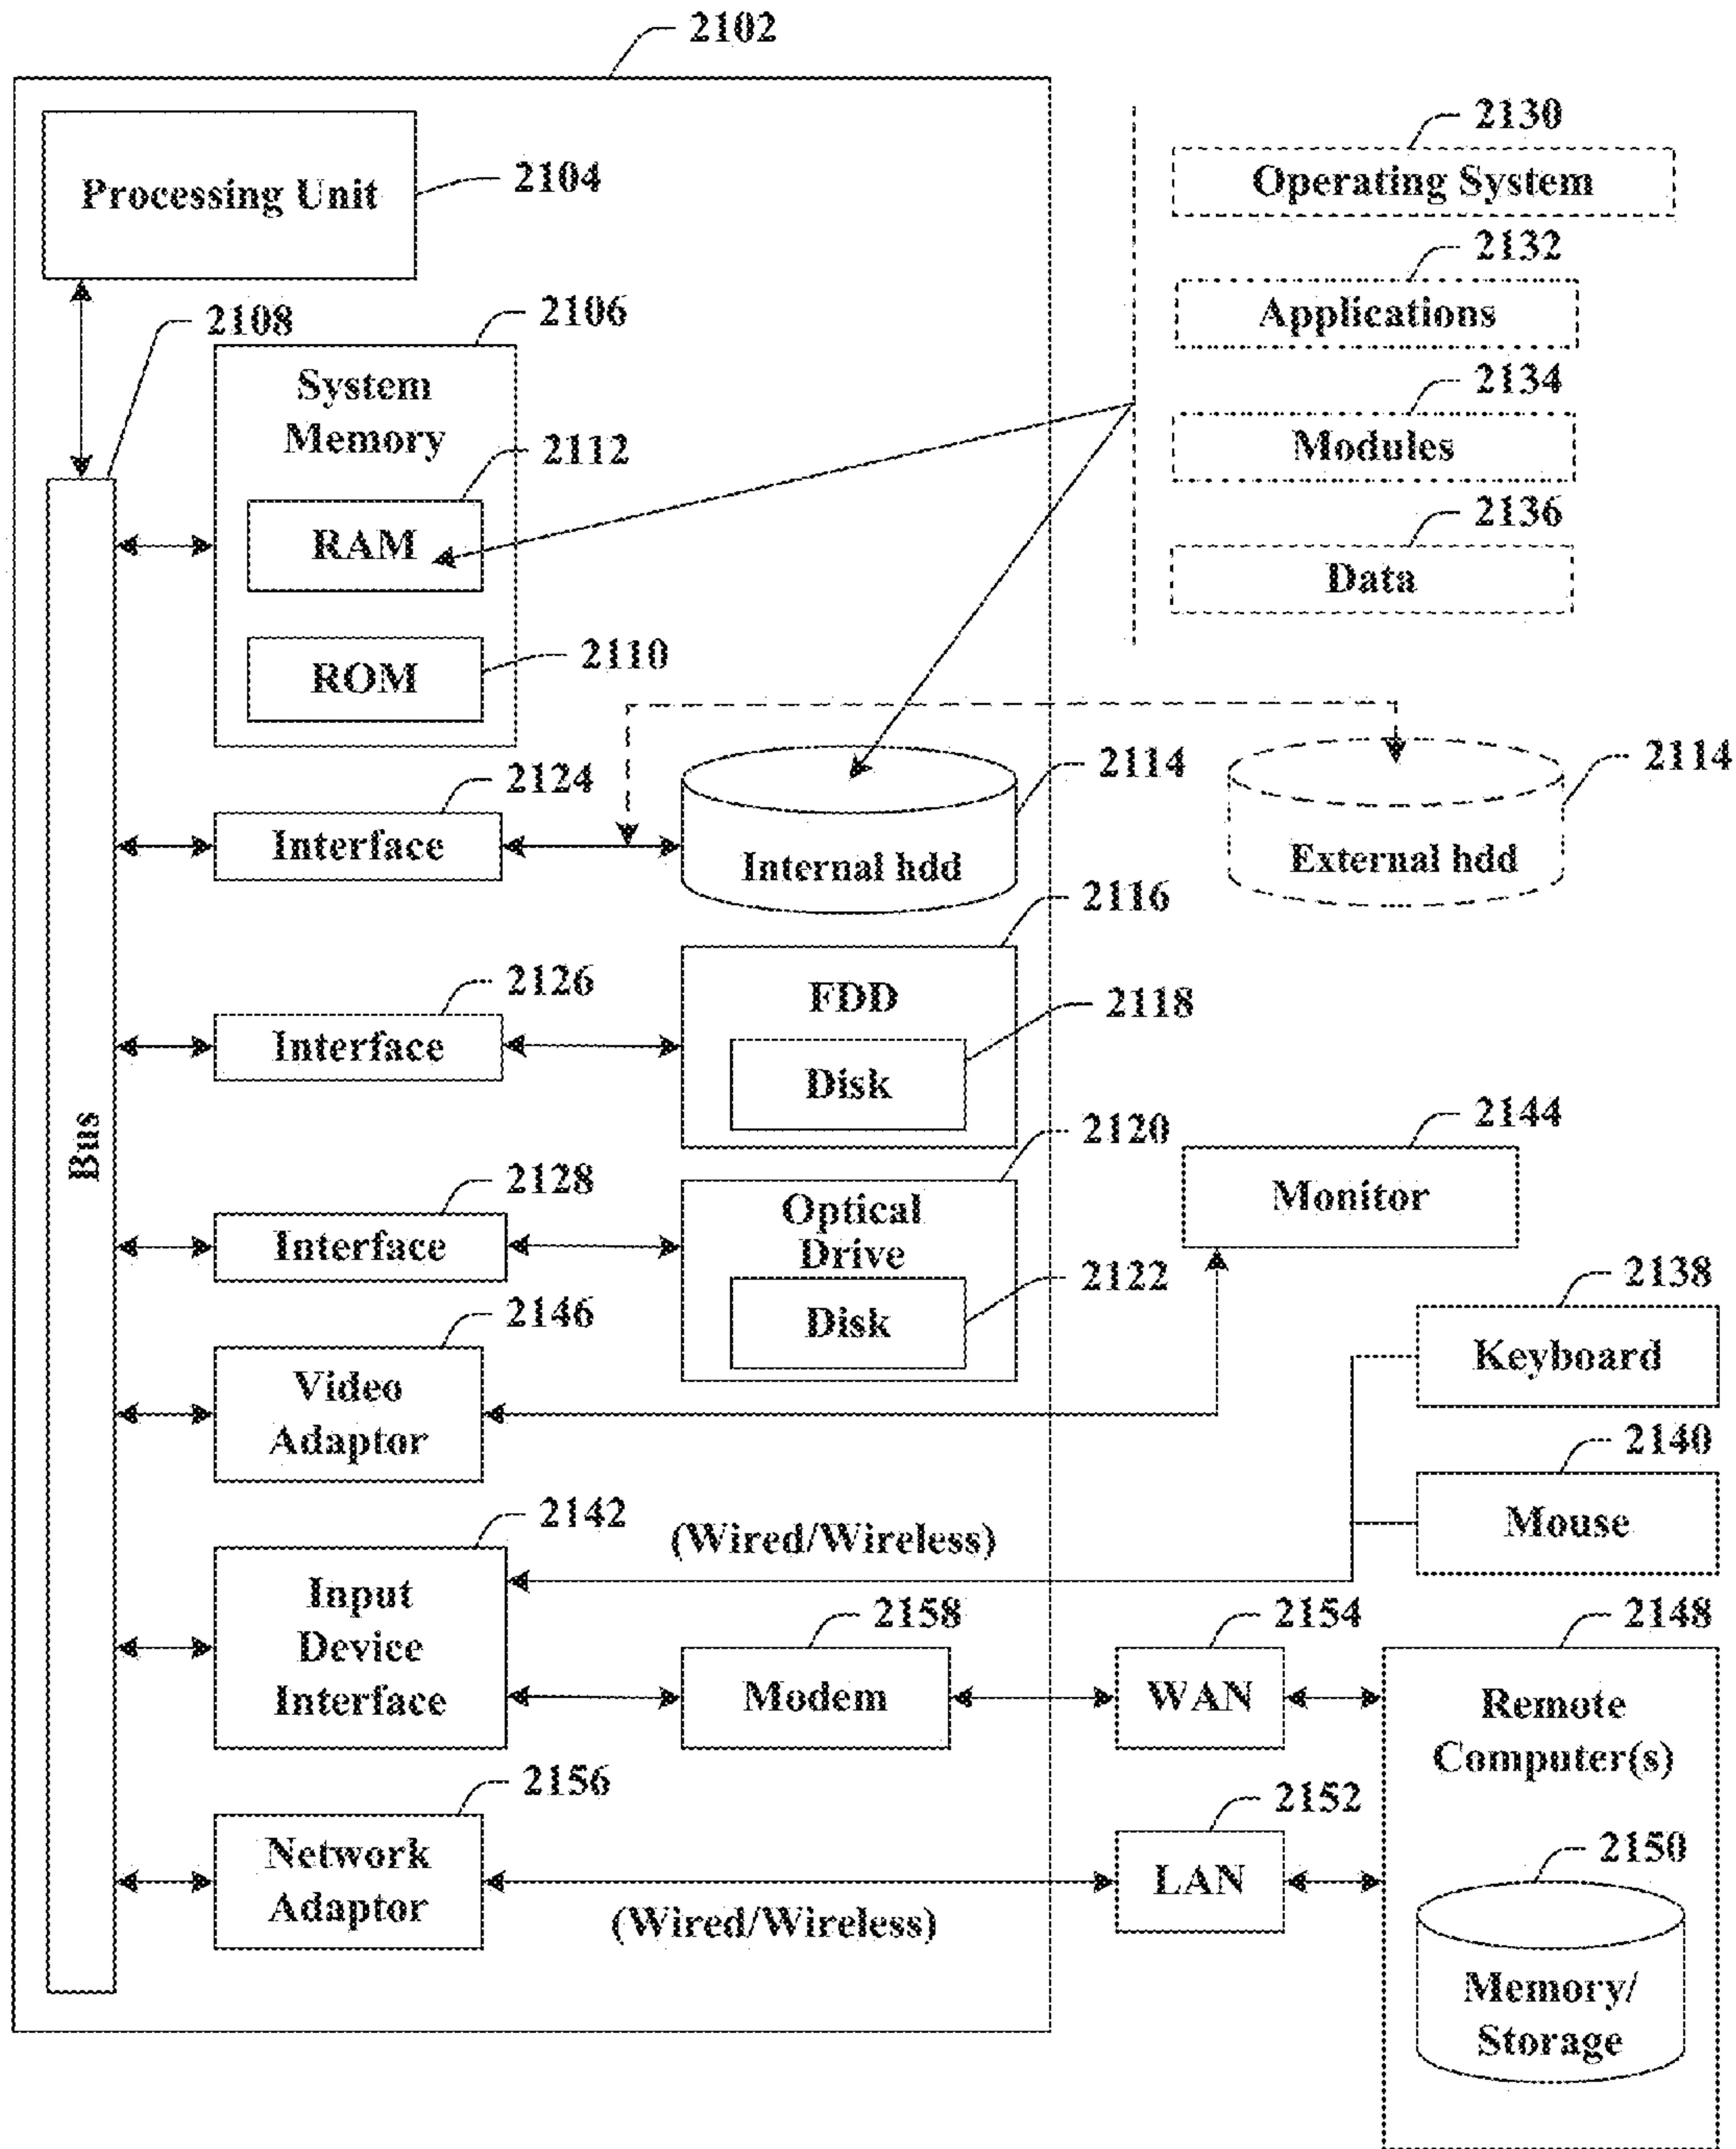 2102
Processing Unit
2104
2130
Operating System
2132
Applications
2134
Modules
2136
Data
2108
2106
System
Memory
2112
RAM
2110
ROM
2124
Interface
2114
Internal hdd
2114
External hdd
2116
FDD
2126
Interface
2118
Disk
Bus
2120
Optical
Drive
2128
Interface
2122
Disk
2144
Monitor
2138
Keyboard
2146
Video
Adaptor
2140
Mouse
2142
(Wired/Wireless)
Input
Device
Interface
2158
Modem
2154
WAN
2148
Remote
Computer(s)
2156
Network
Adaptor
(Wired/Wireless)
2152
LAN
2150
Memory/
Storage